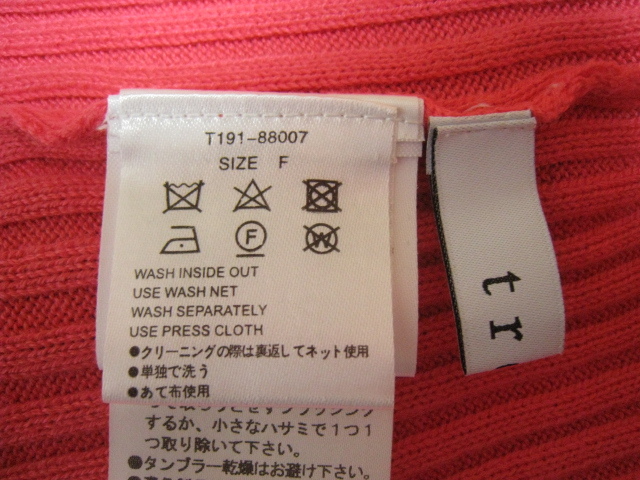 T191-88007
SIZE F
F
W
WASH INSIDE OUT
USE WASH NET
WASH SEPARATELY
USE PRESS CLOTH
●クリーニングの際は裏返してネット使用
●単独で洗う
●あて布使用
するか、小さなハサミで1つ1
つ取り除いて下さい。
●タンブラー乾燥はお避け下さい。
tr